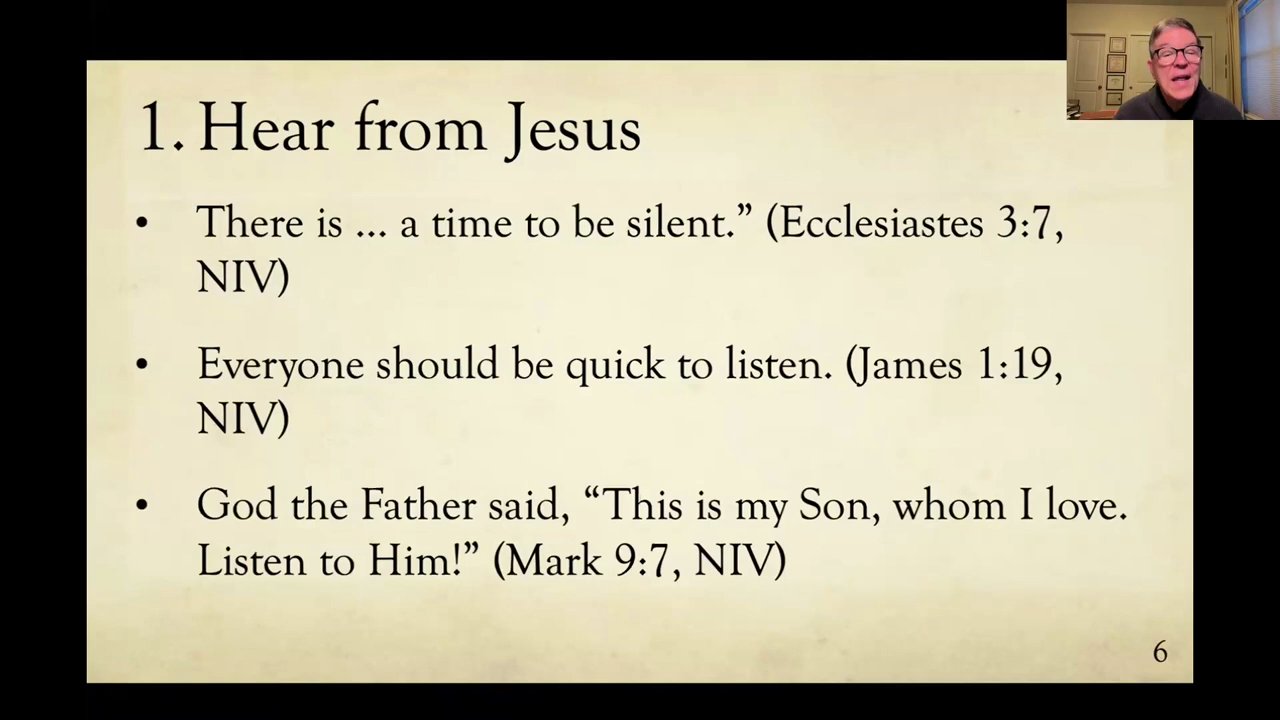 1. Hear from Jesus
• There is ... a time to be silent.” (Ecclesiastes 3:7,
NIV)
• Everyone should be quick to listen. (James 1:19,
NIV)
• God the Father said, “This is my Son, whom I love.
Listen to Him!” (Mark 9:7, NIV)
6